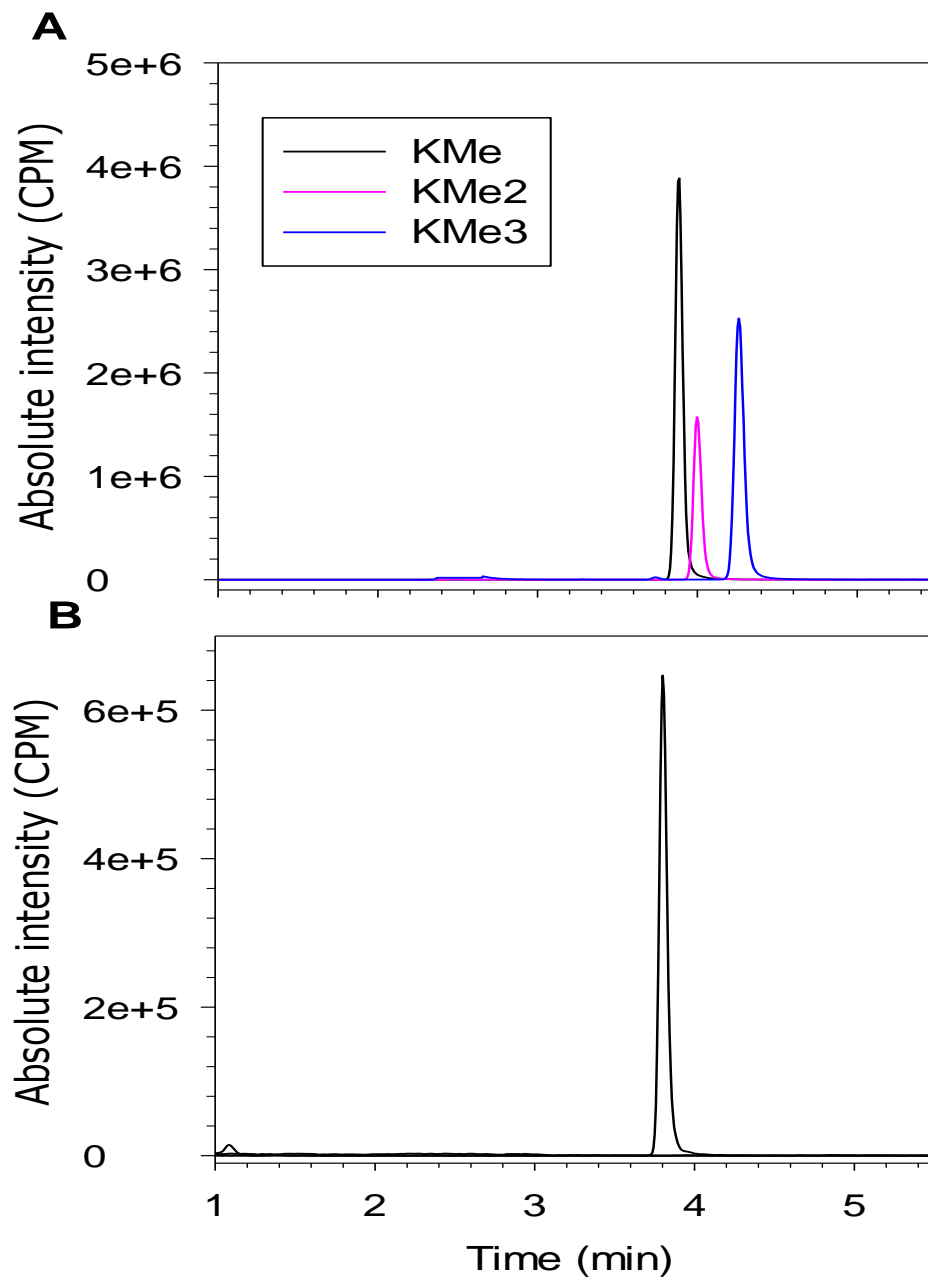 A
Absolute intensity (CPM)
5e+6
4e+6
3e+6
2e+6
1e+6
0
KMe
KMe2
KMe3
B
Absolute intensity (CPM)
6e+5
4e+5
2e+5
0
1 2 3 4 5
Time (min)